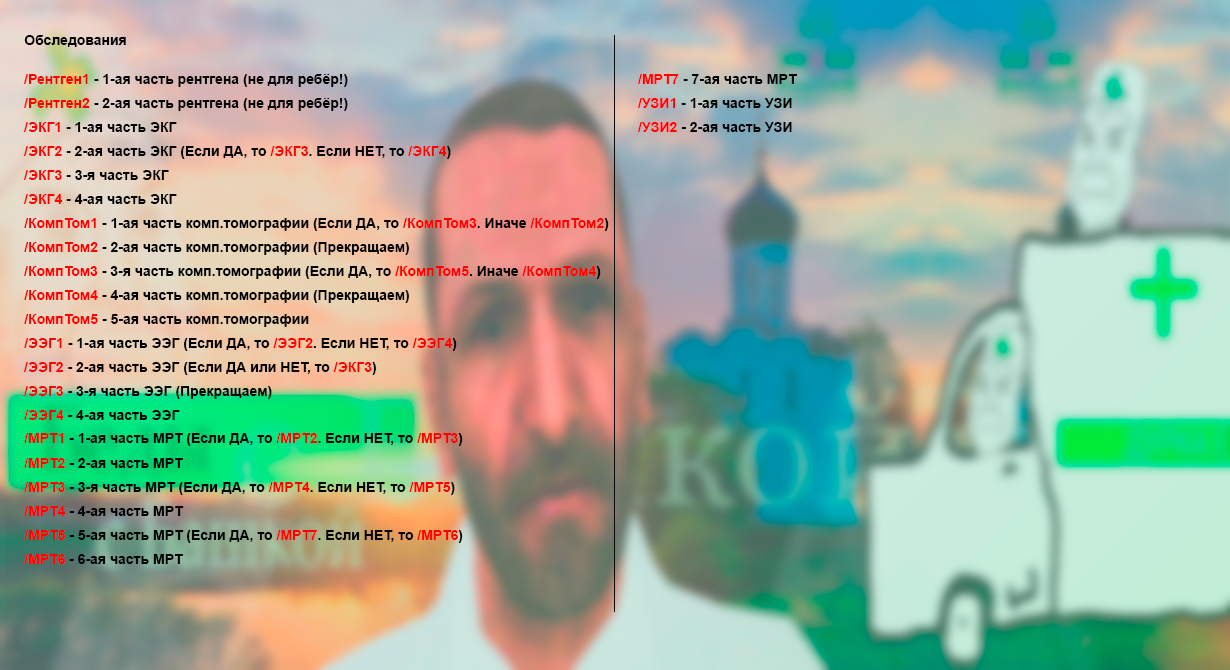 Обследования
/Рентген1 - 1-ая часть рентгена (не для ребёр!)
/Рентген2 - 2-ая часть рентгена (не для ребёр!)
/ЭКГ1 - 1-ая часть ЭКГ
/ЭКГ2 - 2-ая часть ЭКГ (Если ДА, то /ЭКГ3. Если НЕТ, то /ЭКГ4)
/ЭКГ3 - 3-я часть ЭКГ
/ЭКГ4 - 4-ая часть ЭКГ
/КомпТом1 - 1-ая часть комп.томографии (Если ДА, то /КомпТом3. Иначе /КомпТом2)
/КомпТом2 - 2-ая часть комп.томографии (Прекращаем)
/КомпТом3 - 3-я часть комп.томографии (Если ДА, то /КомпТом5. Иначе /КомпТом4)
/КомпТом4 - 4-ая часть комп.томографии (Прекращаем)
/КомпТом5 - 5-ая часть комп.томографии
/ЭЭГ1 - 1-ая часть ЭЭГ (Если ДА, то /ЭЭГ2. Если НЕТ, то /ЭЭГ4)
/ЭЭГ2 - 2-ая часть ЭЭГ (Если ДА или НЕТ, то /ЭКГ3)
/ЭЭГ3 - 3-я часть ЭЭГ (Прекращаем)
/ЭЭГ4 - 4-ая часть ЭЭГ
/МРТ1 - 1-ая часть МРТ (Если ДА, то /МРТ2. Если НЕТ, то /МРТ3)
/МРТ2 - 2-ая часть МРТ
/МРТ3 - 3-я часть МРТ (Если ДА, то /МРТ4. Если НЕТ, то /МРТ5)
/МРТ4 - 4-ая часть МРТ
/МРТ5 - 5-ая часть МРТ (Если ДА, то /МРТ7. Если НЕТ, то /МРТ6)
/МРТ6 - 6-ая часть МРТ
/МРТ7 - 7-ая часть МРТ
/УЗИ1 - 1-ая часть УЗИ
/УЗИ2 - 2-ая часть УЗИ